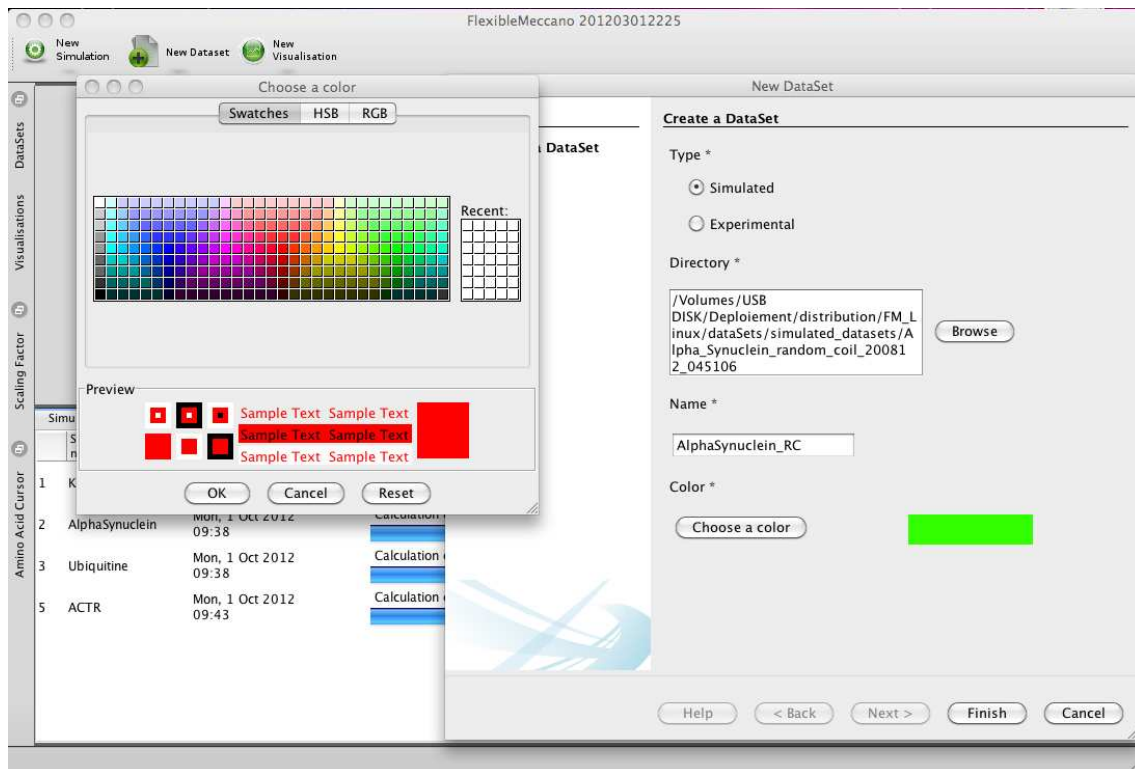 FlexibleMeccano 201203012225
New
Simulation
New Dataset
New
Visualisation
DataSets
Visualisations
Scaling Factor
Amino Acid Cursor
Choose a color
Swatches HSB RGB
Recent:
Preview
Sample Text Sample Text
Sample Text Sample Text
Sample Text Sample Text
OK Cancel Reset
Simu
S
n
1 K
2 AlphaSynuclein Mon, 1 Oct 2012
09:38
Calculation
3 Ubiquitine Mon, 1 Oct 2012
09:38
Calculation
5 ACTR Mon, 1 Oct 2012
09:43
Calculation
New DataSet
a DataSet
Create a DataSet
Type *
Simulated
Experimental
Directory *
/Volumes/USB
DISK/Deploiement/distribution/FM_L
inux/dataSets/simulated_datasets/A
lpha_Synuclein_random_coil_20081
2_045106
Browse
Name *
AlphaSynuclein_RC
Color *
Choose a color
Help < Back Next > Finish Cancel